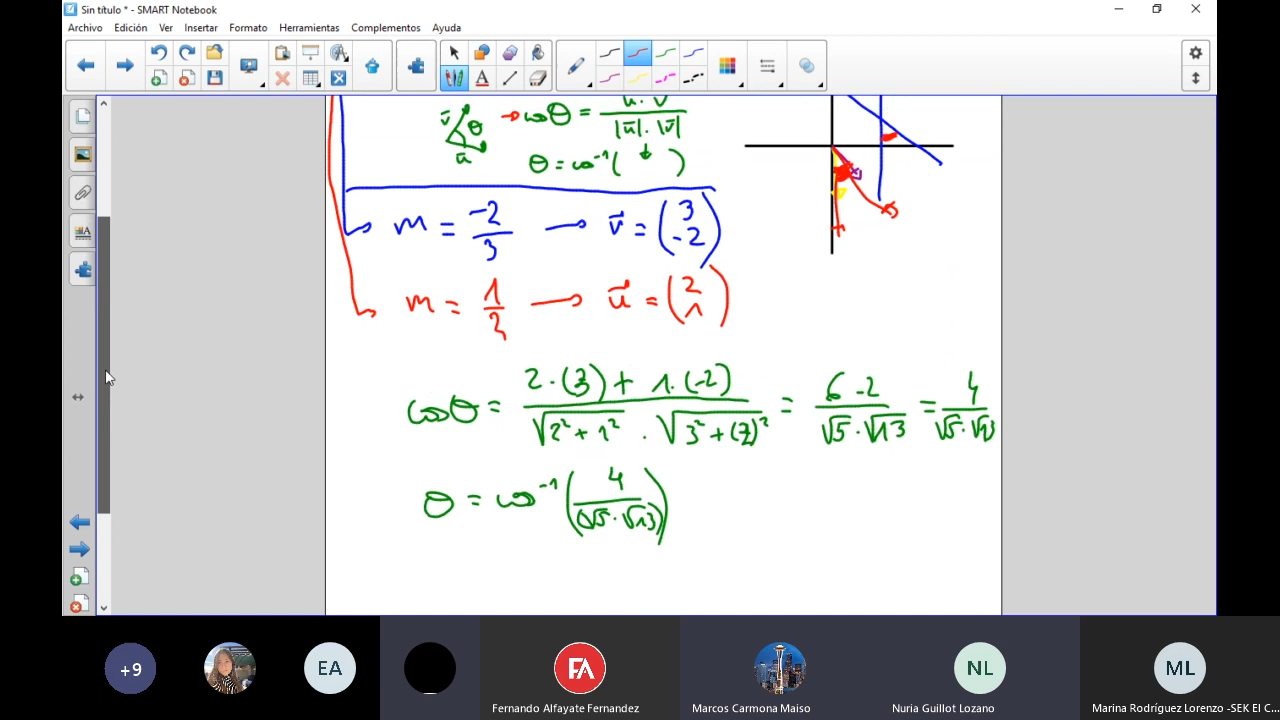 Sin título * - SMART Notebook
Archivo Edición Ver Insertar Formato Herramientas Complementos Ayuda
v θ u → cosθ = u · v / |u| · |v|
θ = cos⁻¹( ↓ )
m = -2/3 → v⃗ = (3 -2)
m = 1/2 → u⃗ = (2 1)
cosθ = 2·(3) + 1·(-2) / √2²+1² · √3²+(-2)² = 6-2 / √5·√13 = 4 / √5·√13
θ = cos⁻¹(4 / (√5·√13))
+9 EA FA NL ML
Fernando Alfayate Fernandez Marcos Carmona Maiso Nuria Guillot Lozano Marina Rodríguez Lorenzo -SEK El C...